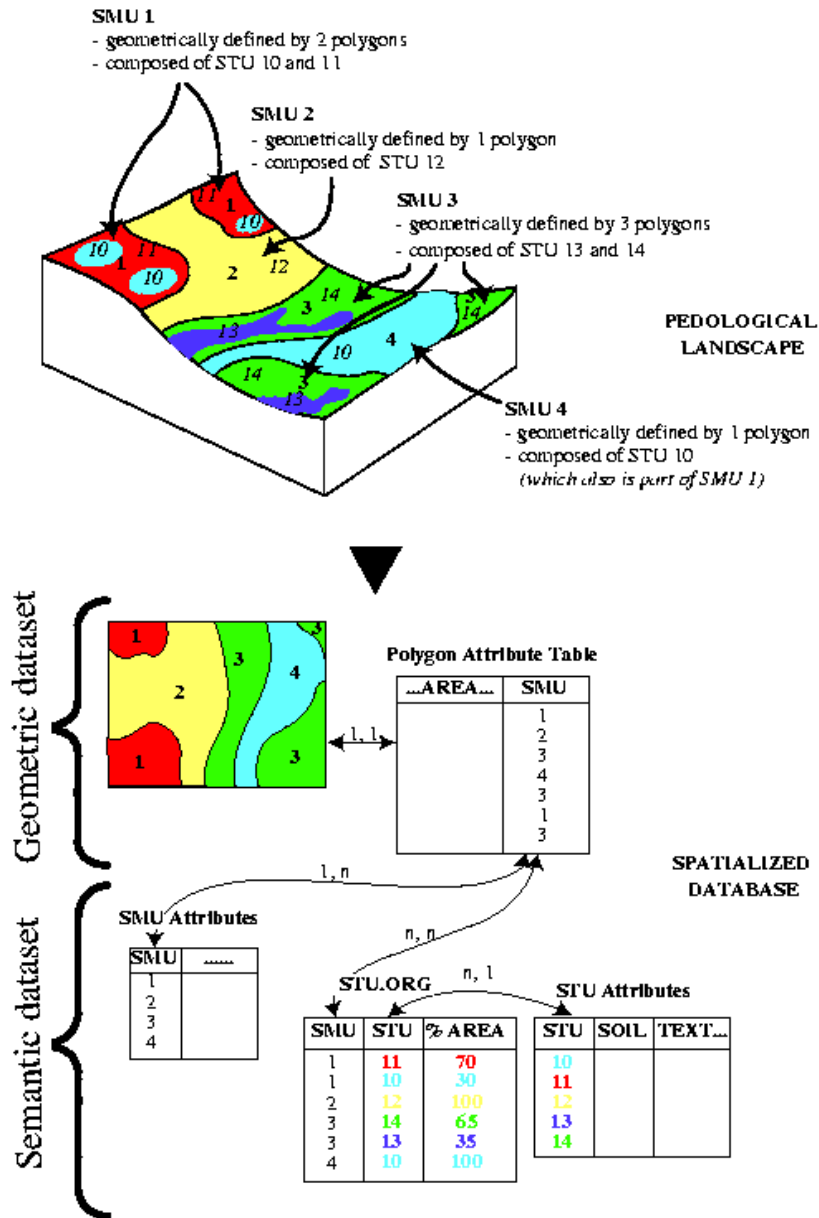 SMU 1
- geometrically defined by 2 polygons
- composed of STU 10 and 11
SMU 2
- geometrically defined by 1 polygon
- composed of STU 12
SMU 3
- geometrically defined by 3 polygons
- composed of STU 13 and 14
11
1
10
10
11
1
10
2
12
3
14
13
4
10
3
14
14
3
13
PEDOLOGICAL
LANDSCAPE
SMU 4
- geometrically defined by 1 polygon
- composed of STU 10
(which also is part of SMU 1)
Geometric dataset
1
2
3
4
3
1
3
1, 1
Polygon Attribute Table
...AREA... SMU
1
2
3
4
3
1
3
SPATIALIZED
DATABASE
1, n
n, n
n, 1
Semantic dataset
SMU Attributes
SMU ......
1
2
3
4
STU.ORG
SMU STU % AREA
1 11 70
1 10 30
2 12 100
3 14 65
3 13 35
4 10 100
STU Attributes
STU SOIL TEXT...
10
11
12
13
14